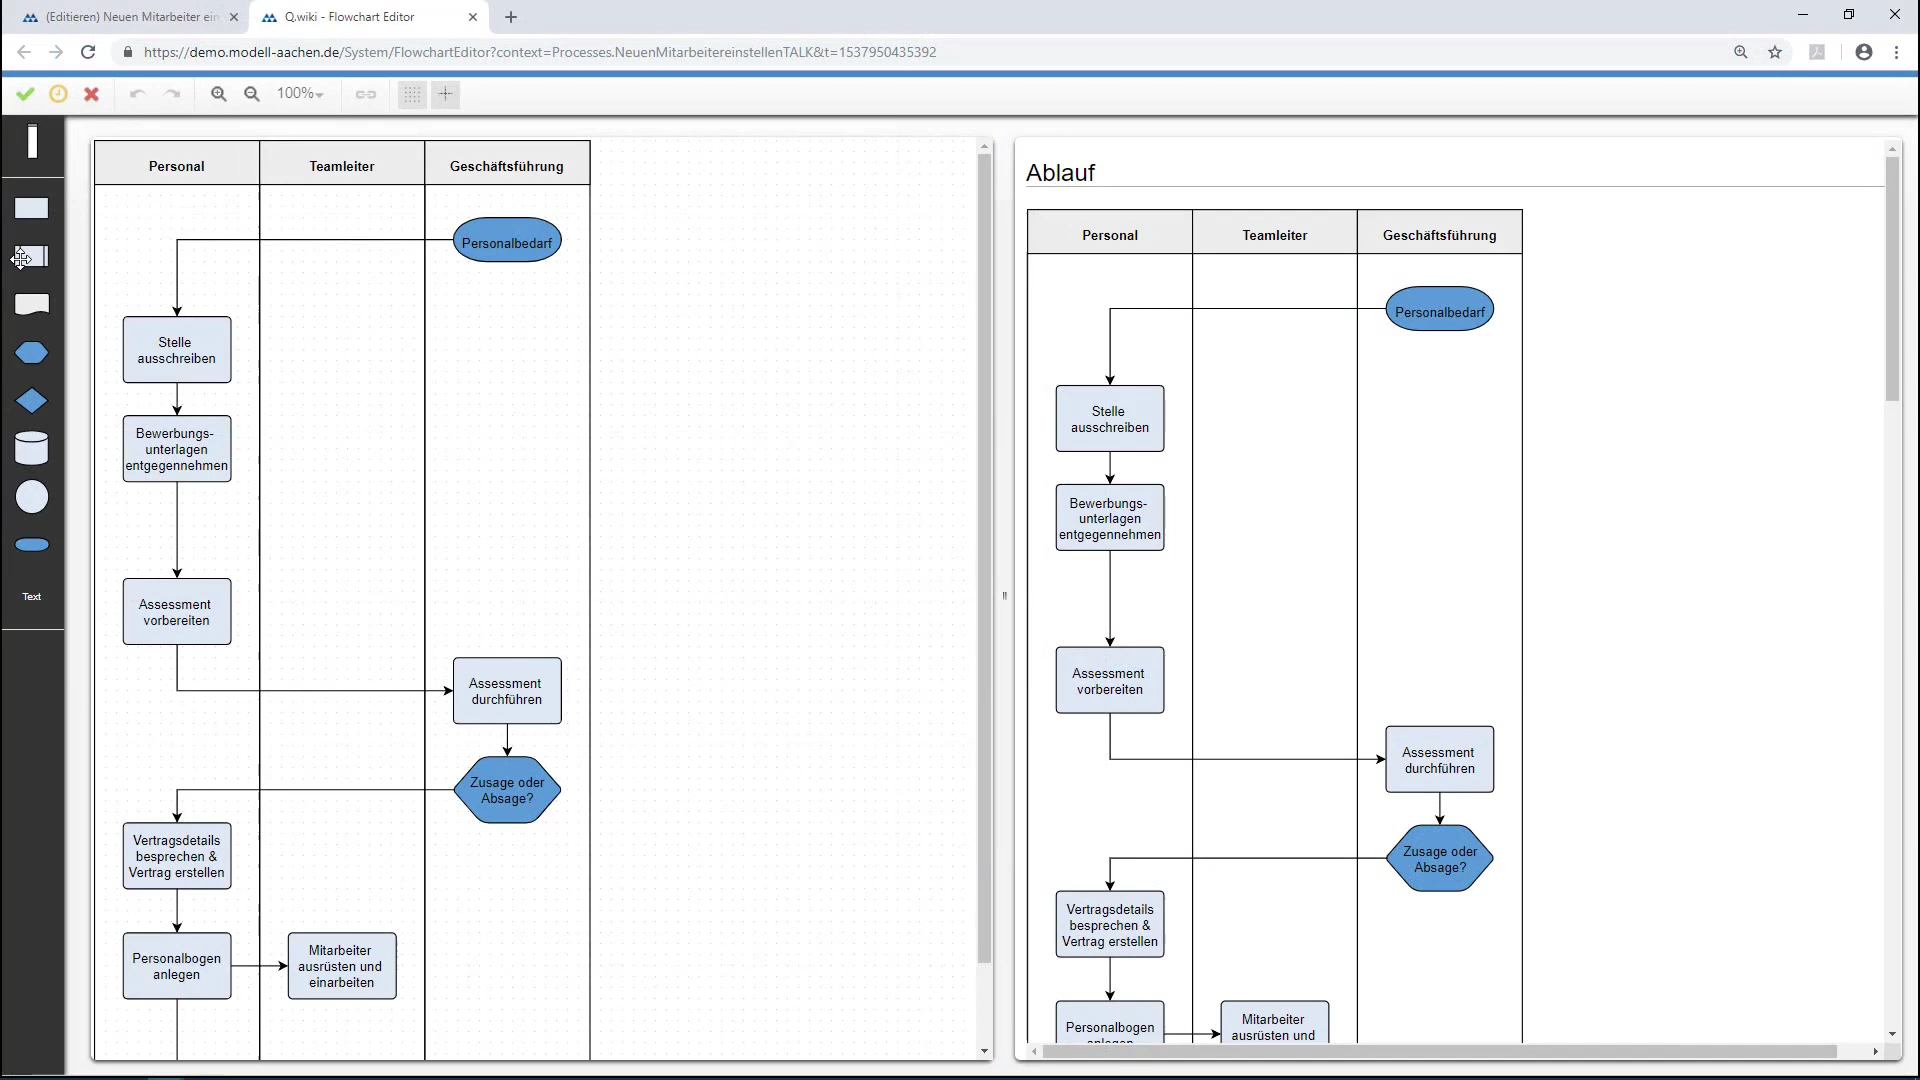 (Editieren) Neuen Mitarbeiter ein
Q.wiki - Flowchart Editor
https://demo.modell-aachen.de/System/FlowchartEditor?context=Processes.NeuenMitarbeitereinstellenTALK&t=1537950435392
100%
Text
Personal
Teamleiter
Geschäftsführung
Personalbedarf
Stelle
ausschreiben
Bewerbungs-
unterlagen
entgegennehmen
Assessment
vorbereiten
Assessment
durchführen
Zusage oder
Absage?
Vertragsdetails
besprechen &
Vertrag erstellen
Personalbogen
anlegen
Mitarbeiter
ausrüsten und
einarbeiten
Ablauf
Personal
Teamleiter
Geschäftsführung
Personalbedarf
Stelle
ausschreiben
Bewerbungs-
unterlagen
entgegennehmen
Assessment
vorbereiten
Assessment
durchführen
Zusage oder
Absage?
Vertragsdetails
besprechen &
Vertrag erstellen
Personalbogen
Mitarbeiter
ausrüsten und